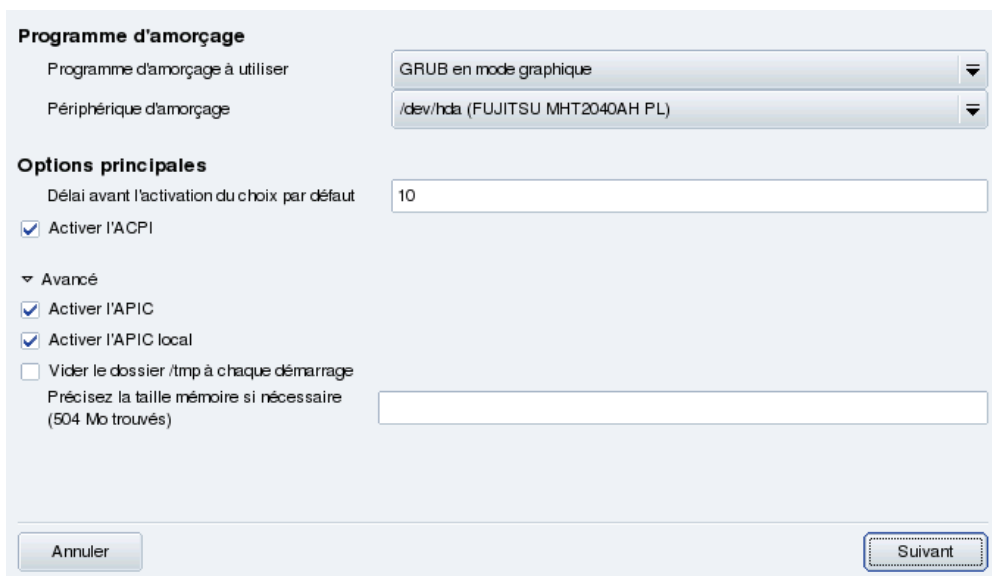 Programme d'amorçage
Programme d'amorçage à utiliser
GRUB en mode graphique
Périphérique d'amorçage
/dev/hda (FUJITSU MHT2040AH PL)
Options principales
Délai avant l'activation du choix par défaut
10
Activer l'ACPI
Avancé
Activer l'APIC
Activer l'APIC local
Vider le dossier /tmp à chaque démarrage
Précisez la taille mémoire si nécessaire
(504 Mo trouvés)
Annuler
Suivant